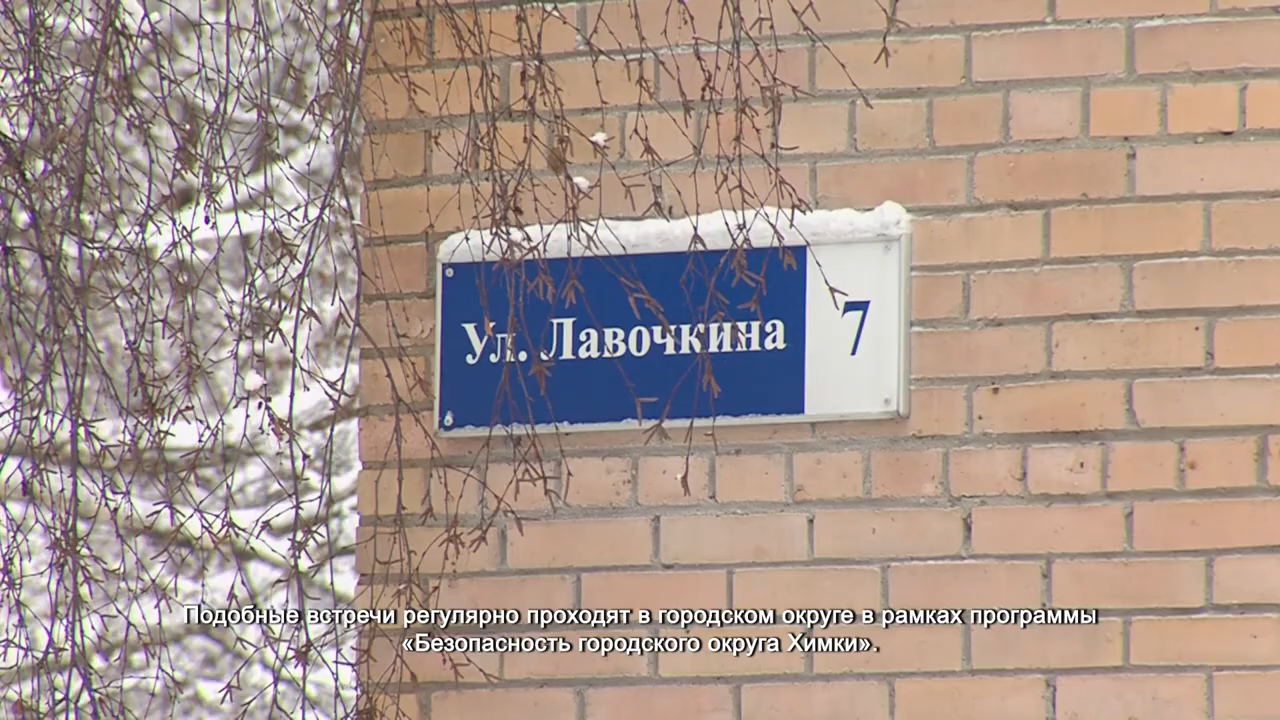 Ул. Лавочкина 7
Подобные встречи регулярно проходят в городском округе в рамках программы
«Безопасность городского округа Химки».